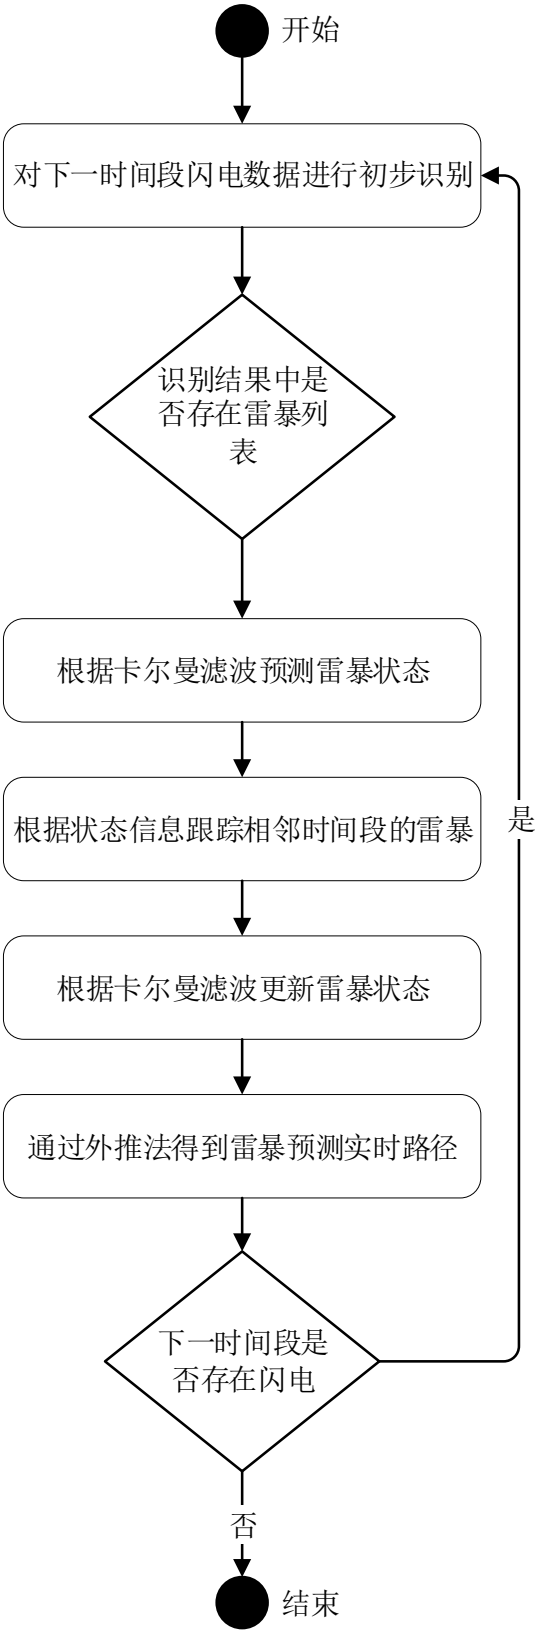 开始
对下一时间段闪电数据进行初步识别
识别结果中是
否存在雷暴列
表
根据卡尔曼滤波预测雷暴状态
根据状态信息跟踪相邻时间段的雷暴
是
根据卡尔曼滤波更新雷暴状态
通过外推法得到雷暴预测实时路径
下一时间段是
否存在闪电
否
结束